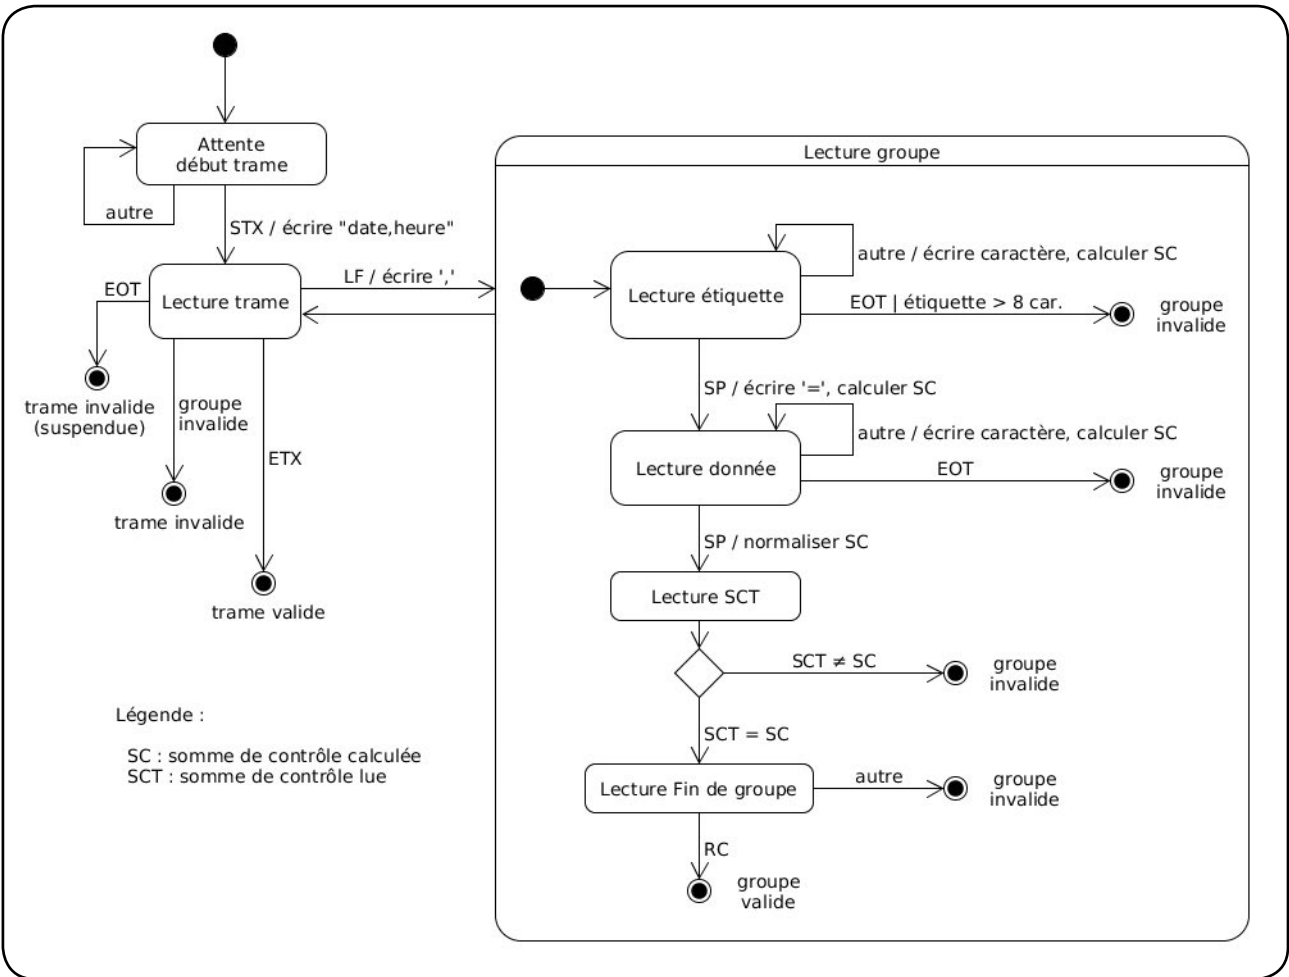 Attente
début trame
autre
STX / écrire "date,heure"
Lecture trame
LF / écrire ','
EOT
trame invalide
(suspendue)
groupe
invalide
trame invalide
ETX
trame valide
Légende :
SC : somme de contrôle calculée
SCT : somme de contrôle lue
Lecture groupe
Lecture étiquette
autre / écrire caractère, calculer SC
EOT | étiquette > 8 car.
groupe
invalide
SP / écrire '=', calculer SC
Lecture donnée
autre / écrire caractère, calculer SC
EOT
groupe
invalide
SP / normaliser SC
Lecture SCT
SCT ≠ SC
groupe
invalide
SCT = SC
Lecture Fin de groupe
autre
groupe
invalide
RC
groupe
valide